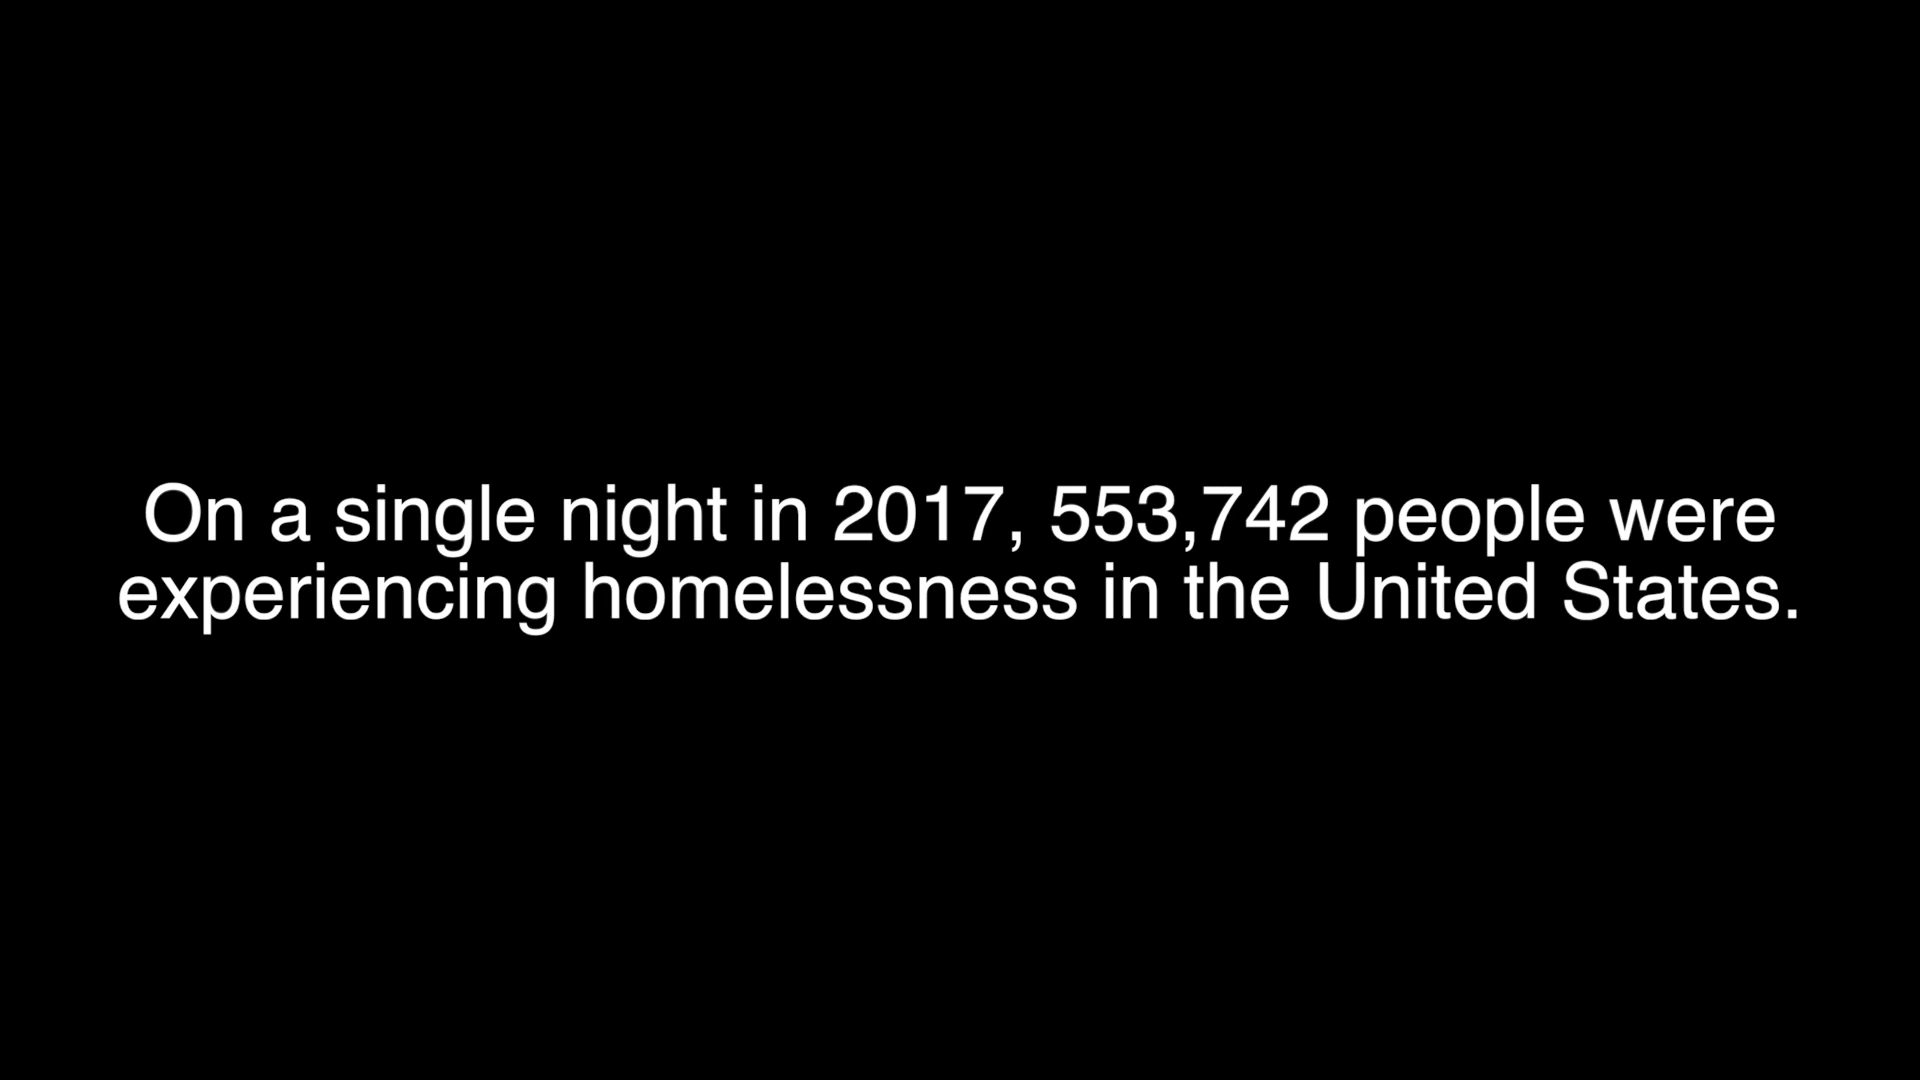 On a single night in 2017, 553,742 people were
experiencing homelessness in the United States.